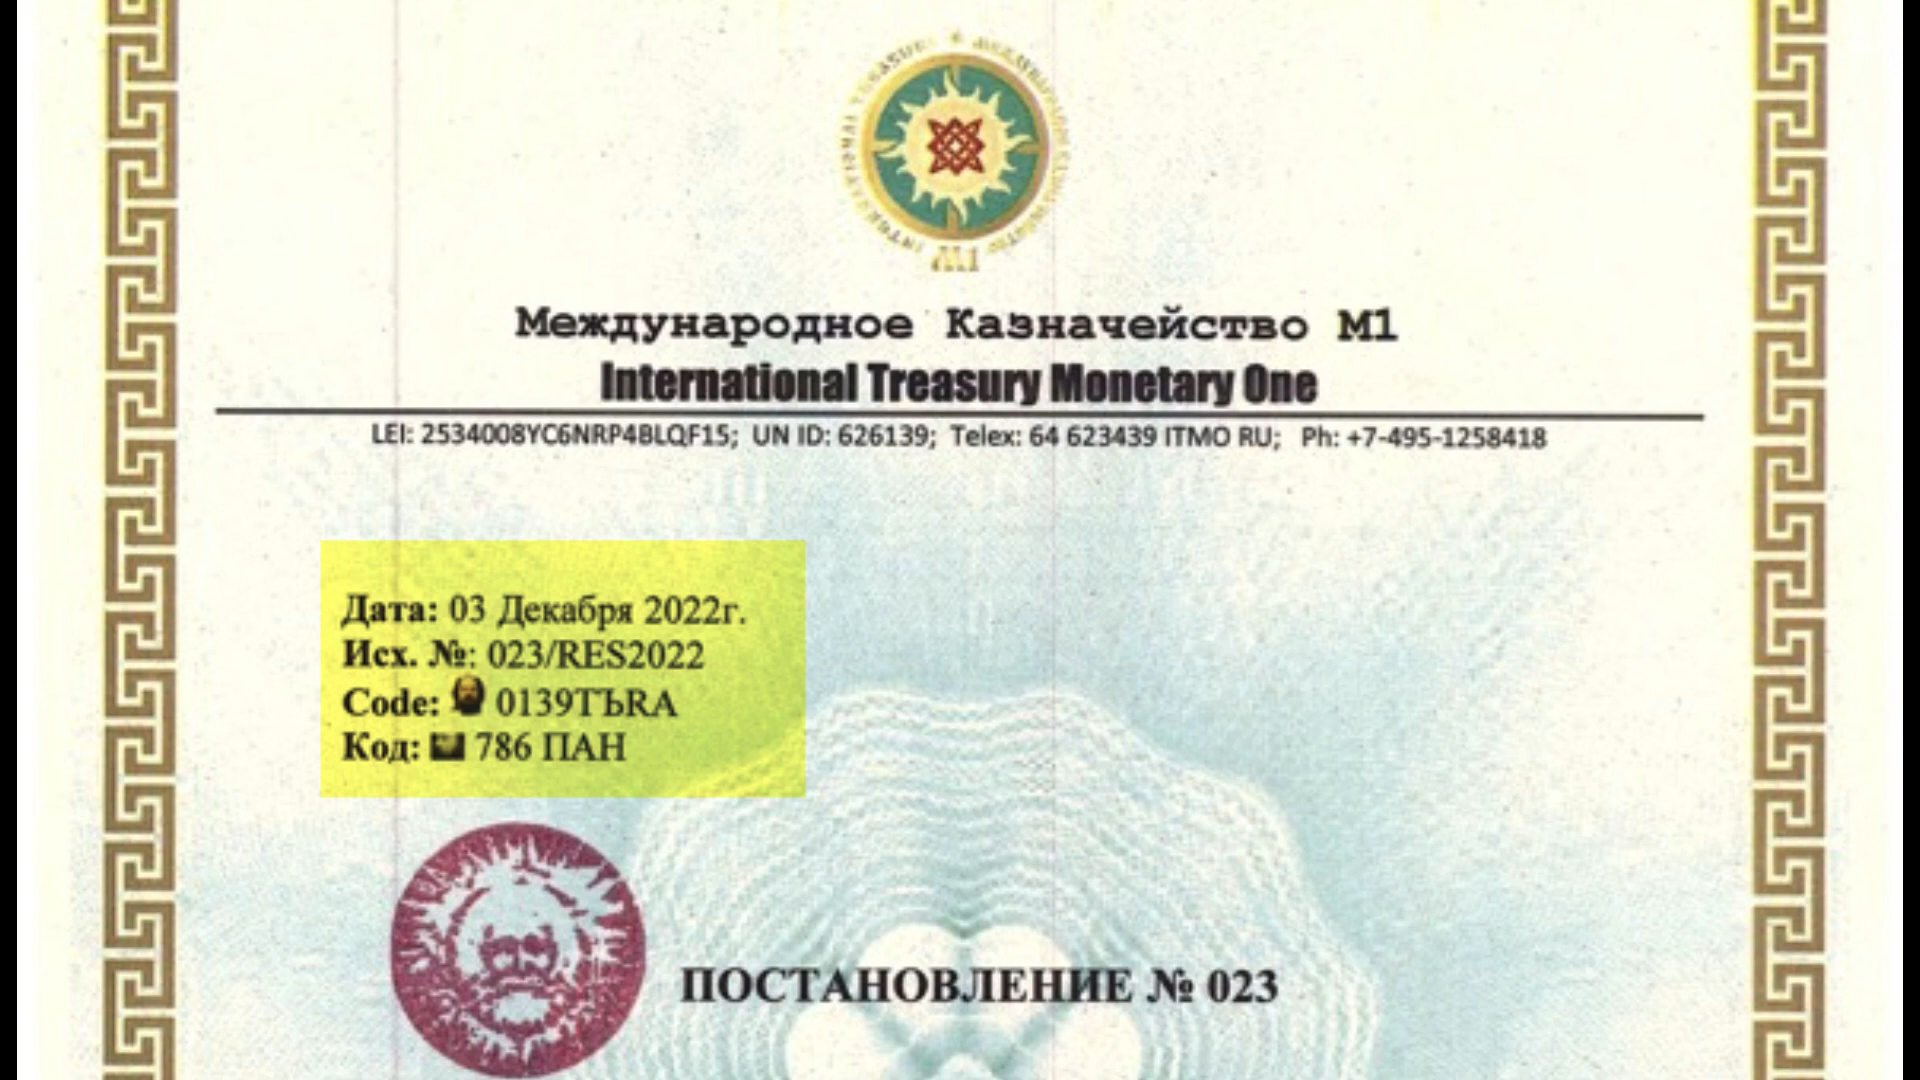 Международное Казначейство М1
International Treasury Monetary One
LEI: 2534008YC6NRP4BLQF15; UN ID: 626139; Telex: 64 623439 ITMO RU; Ph: +7-495-1258418
Дата: 03 Декабря 2022г.
Исх. №: 023/RES2022
Code: 0139ТЪRA
Код: 786 ПАН
ПОСТАНОВЛЕНИЕ № 023